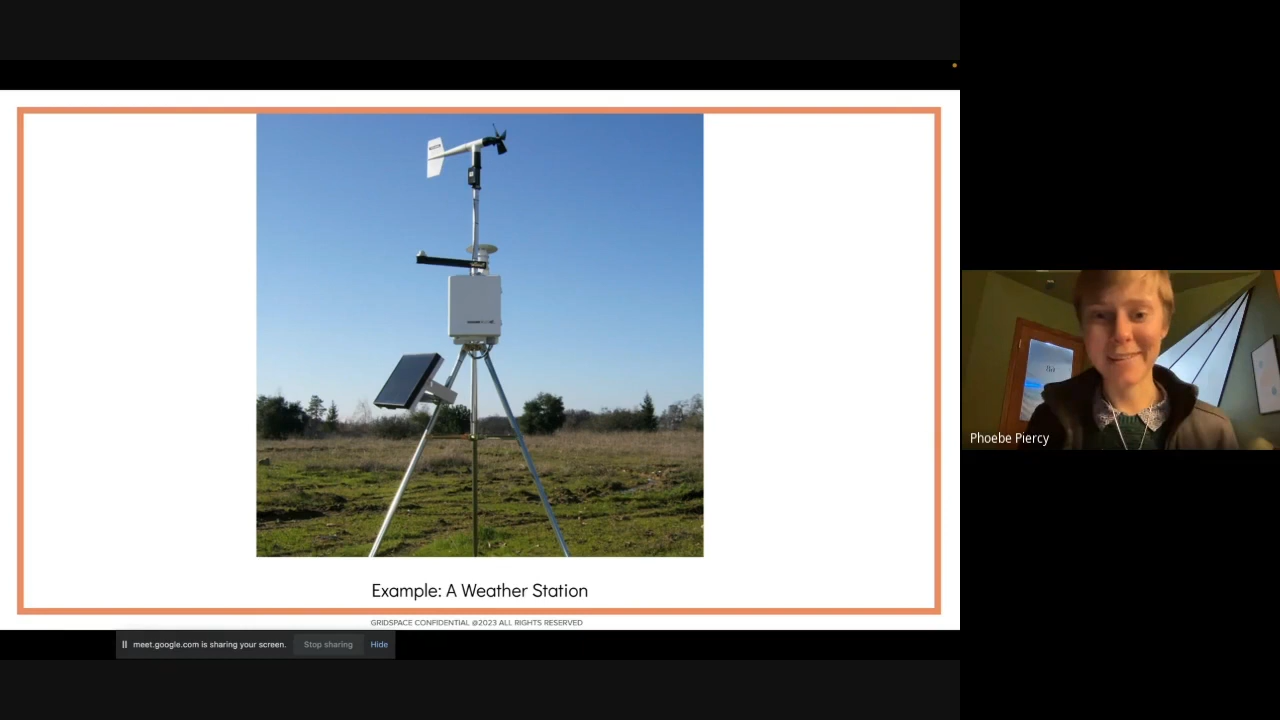 Example: A Weather Station
GRIDSPACE CONFIDENTIAL @2023 ALL RIGHTS RESERVED
meet.google.com is sharing your screen.
Stop sharing
Hide
Phoebe Piercy